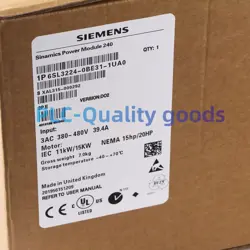 SIEMENS
Sinamics Power Module 240
QTY: 1
1P 6SL3224-0BE31-1UA0
VERSION:D02
PLC-Quality goods
Input:
3AC 380-480V 39.4A
Motor:
IEC 11kW/15KW NEMA 15hp/20HP
Gross weight: 7.0kg
Made in United Kingdom
REFER TO USER MANUAL